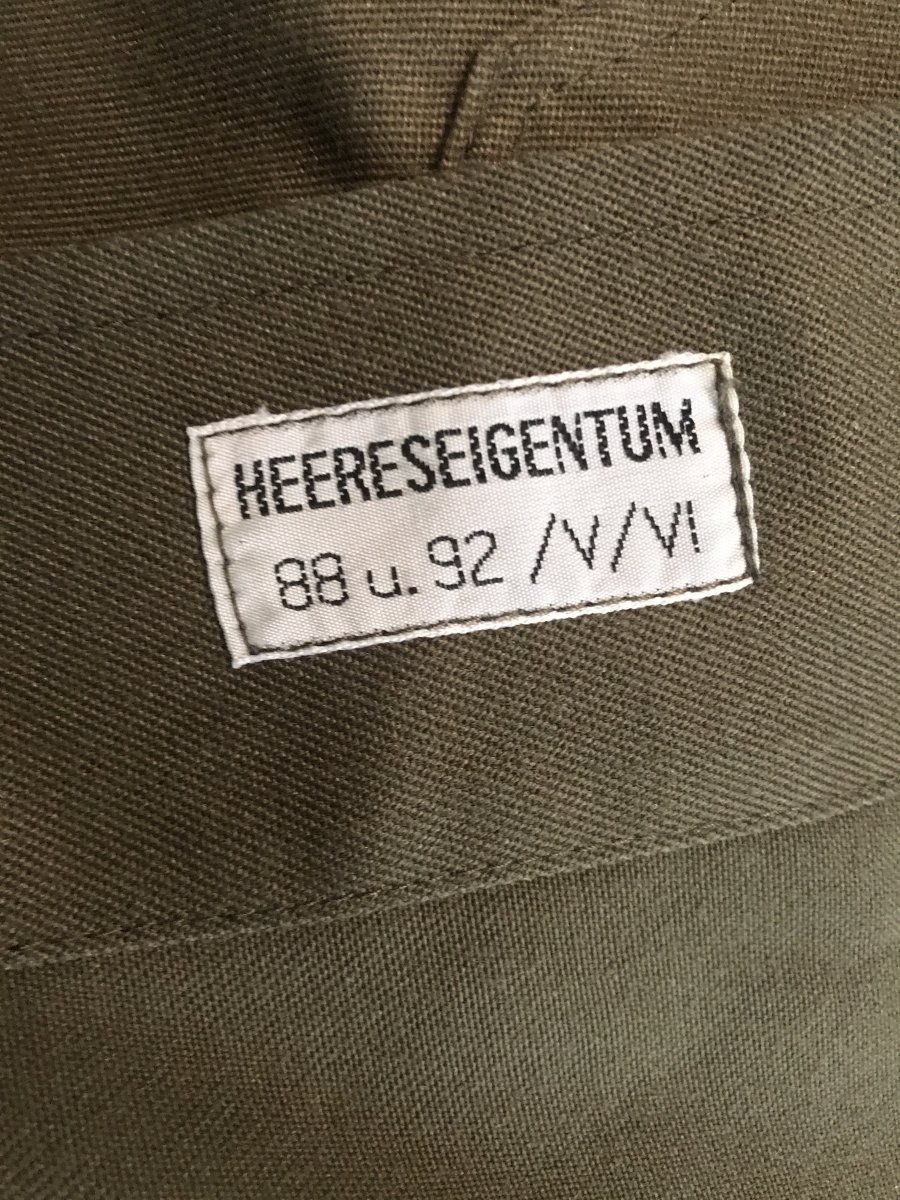 HEERESEIGENTUM
88 u. 92 /V/VI